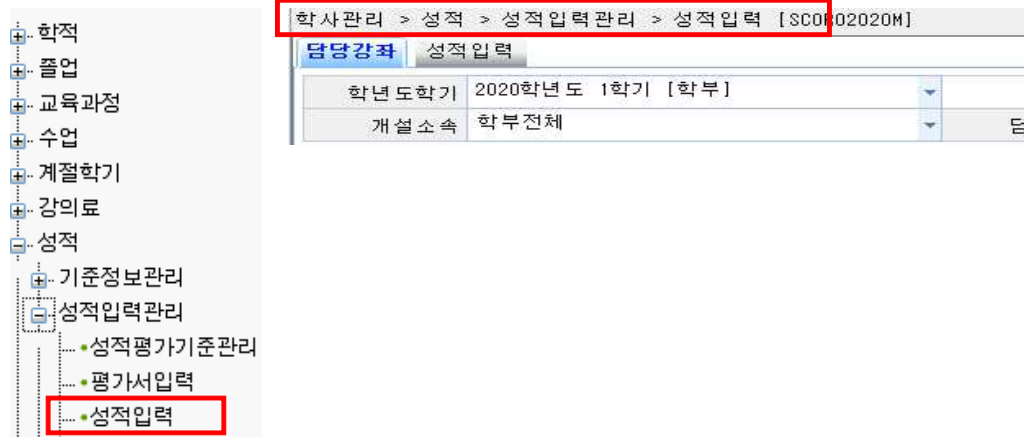 학적
졸업
교육과정
수업
계절학기
강의료
성적
기준정보관리
성적입력관리
성적평가기준관리
평가서입력
성적입력
학사관리 > 성적 > 성적입력관리 > 성적입력 [SCOR02020M]
담당강좌 성적입력
학년도학기 2020학년도 1학기 [학부]
개설소속 학부전체